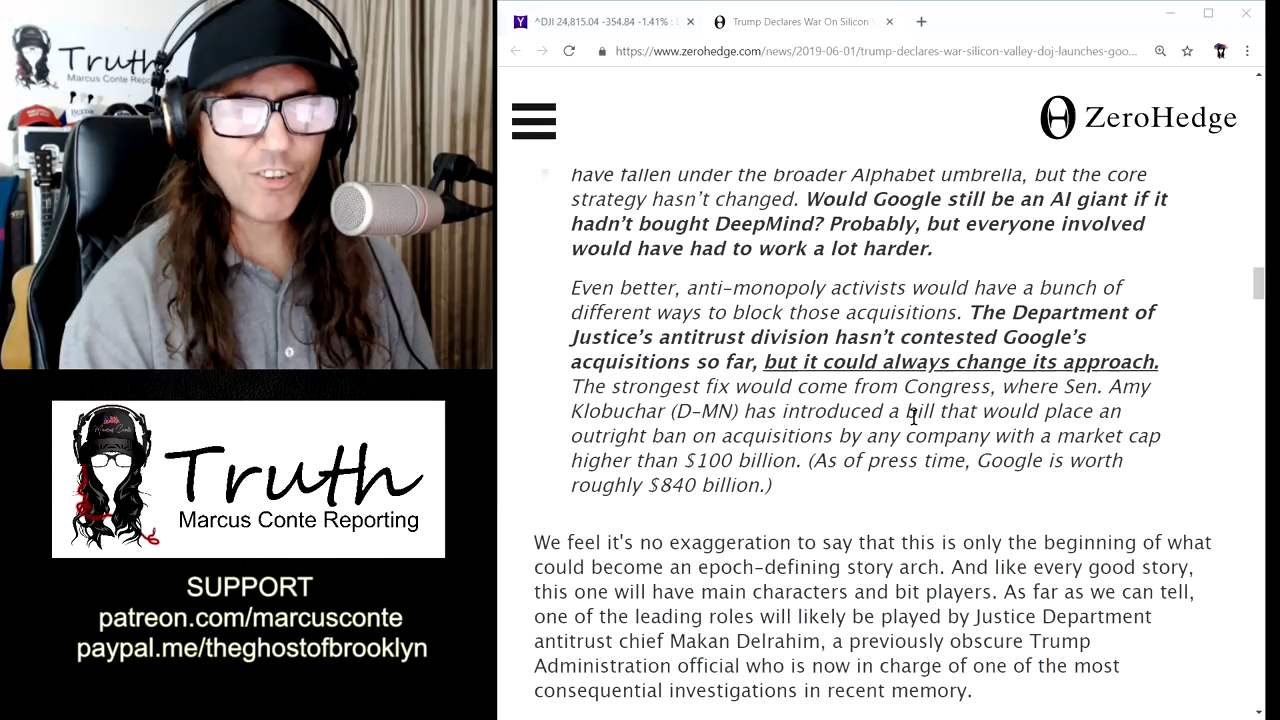 Truth
Marcus Conte Reporting
^DJI 24,815.04 -354.84 -1.41% :
Trump Declares War On Silicon
https://www.zerohedge.com/news/2019-06-01/trump-declares-war-silicon-valley-doj-launches-goo...
ZeroHedge
have fallen under the broader Alphabet umbrella, but the core
strategy hasn't changed. Would Google still be an AI giant if it
hadn't bought DeepMind? Probably, but everyone involved
would have had to work a lot harder.
Even better, anti-monopoly activists would have a bunch of
different ways to block those acquisitions. The Department of
Justice's antitrust division hasn't contested Google's
acquisitions so far, but it could always change its approach.
The strongest fix would come from Congress, where Sen. Amy
Klobuchar (D-MN) has introduced a bill that would place an
outright ban on acquisitions by any company with a market cap
higher than $100 billion. (As of press time, Google is worth
roughly $840 billion.)
We feel it's no exaggeration to say that this is only the beginning of what
could become an epoch-defining story arch. And like every good story,
this one will have main characters and bit players. As far as we can tell,
one of the leading roles will likely be played by Justice Department
antitrust chief Makan Delrahim, a previously obscure Trump
Administration official who is now in charge of one of the most
consequential investigations in recent memory.
Truth
Marcus Conte Reporting
SUPPORT
patreon.com/marcusconte
paypal.me/theghostofbrooklyn